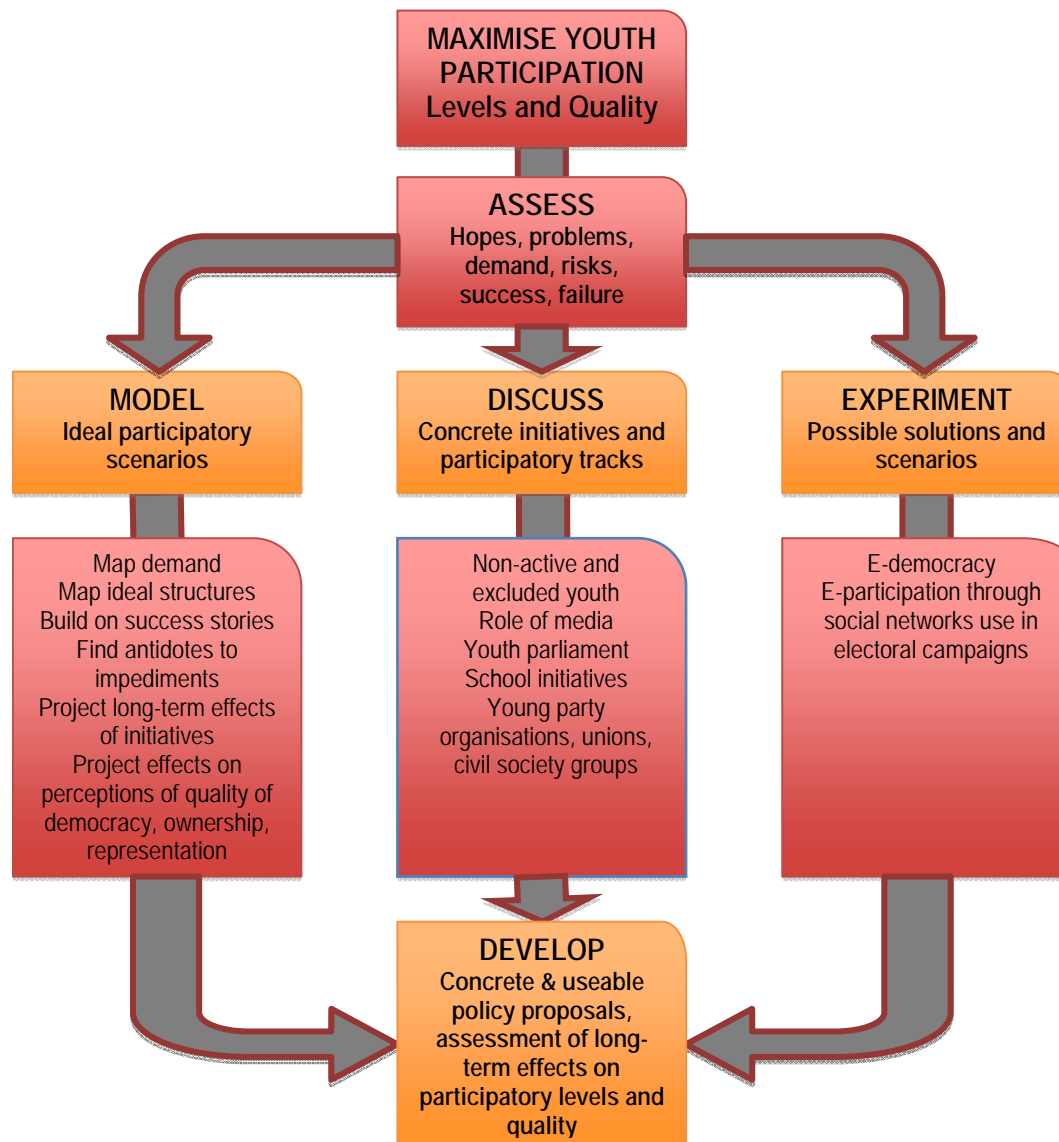 MAXIMISE YOUTH
PARTICIPATION
Levels and Quality
ASSESS
Hopes, problems,
demand, risks,
success, failure
MODEL
Ideal participatory
scenarios
DISCUSS
Concrete initiatives and
participatory tracks
EXPERIMENT
Possible solutions and
scenarios
Map demand
Map ideal structures
Build on success stories
Find antidotes to
impediments
Project long-term effects
of initiatives
Project effects on
perceptions of quality of
democracy, ownership,
representation
Non-active and
excluded youth
Role of media
Youth parliament
School initiatives
Young party
organisations, unions,
civil society groups
E-democracy
E-participation through
social networks use in
electoral campaigns
DEVELOP
Concrete & useable
policy proposals,
assessment of long-
term effects on
participatory levels and
quality